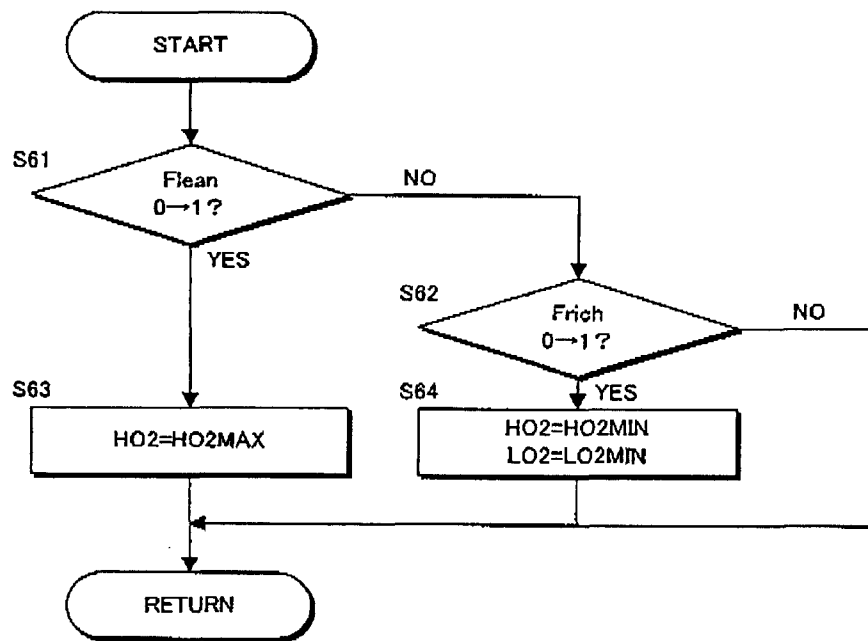 START
S61
Flean
0→1?
NO
YES
S62
Frich
0→1?
NO
YES
S63
HO2=HO2MAX
S64
HO2=HO2MIN
LO2=LO2MIN
RETURN